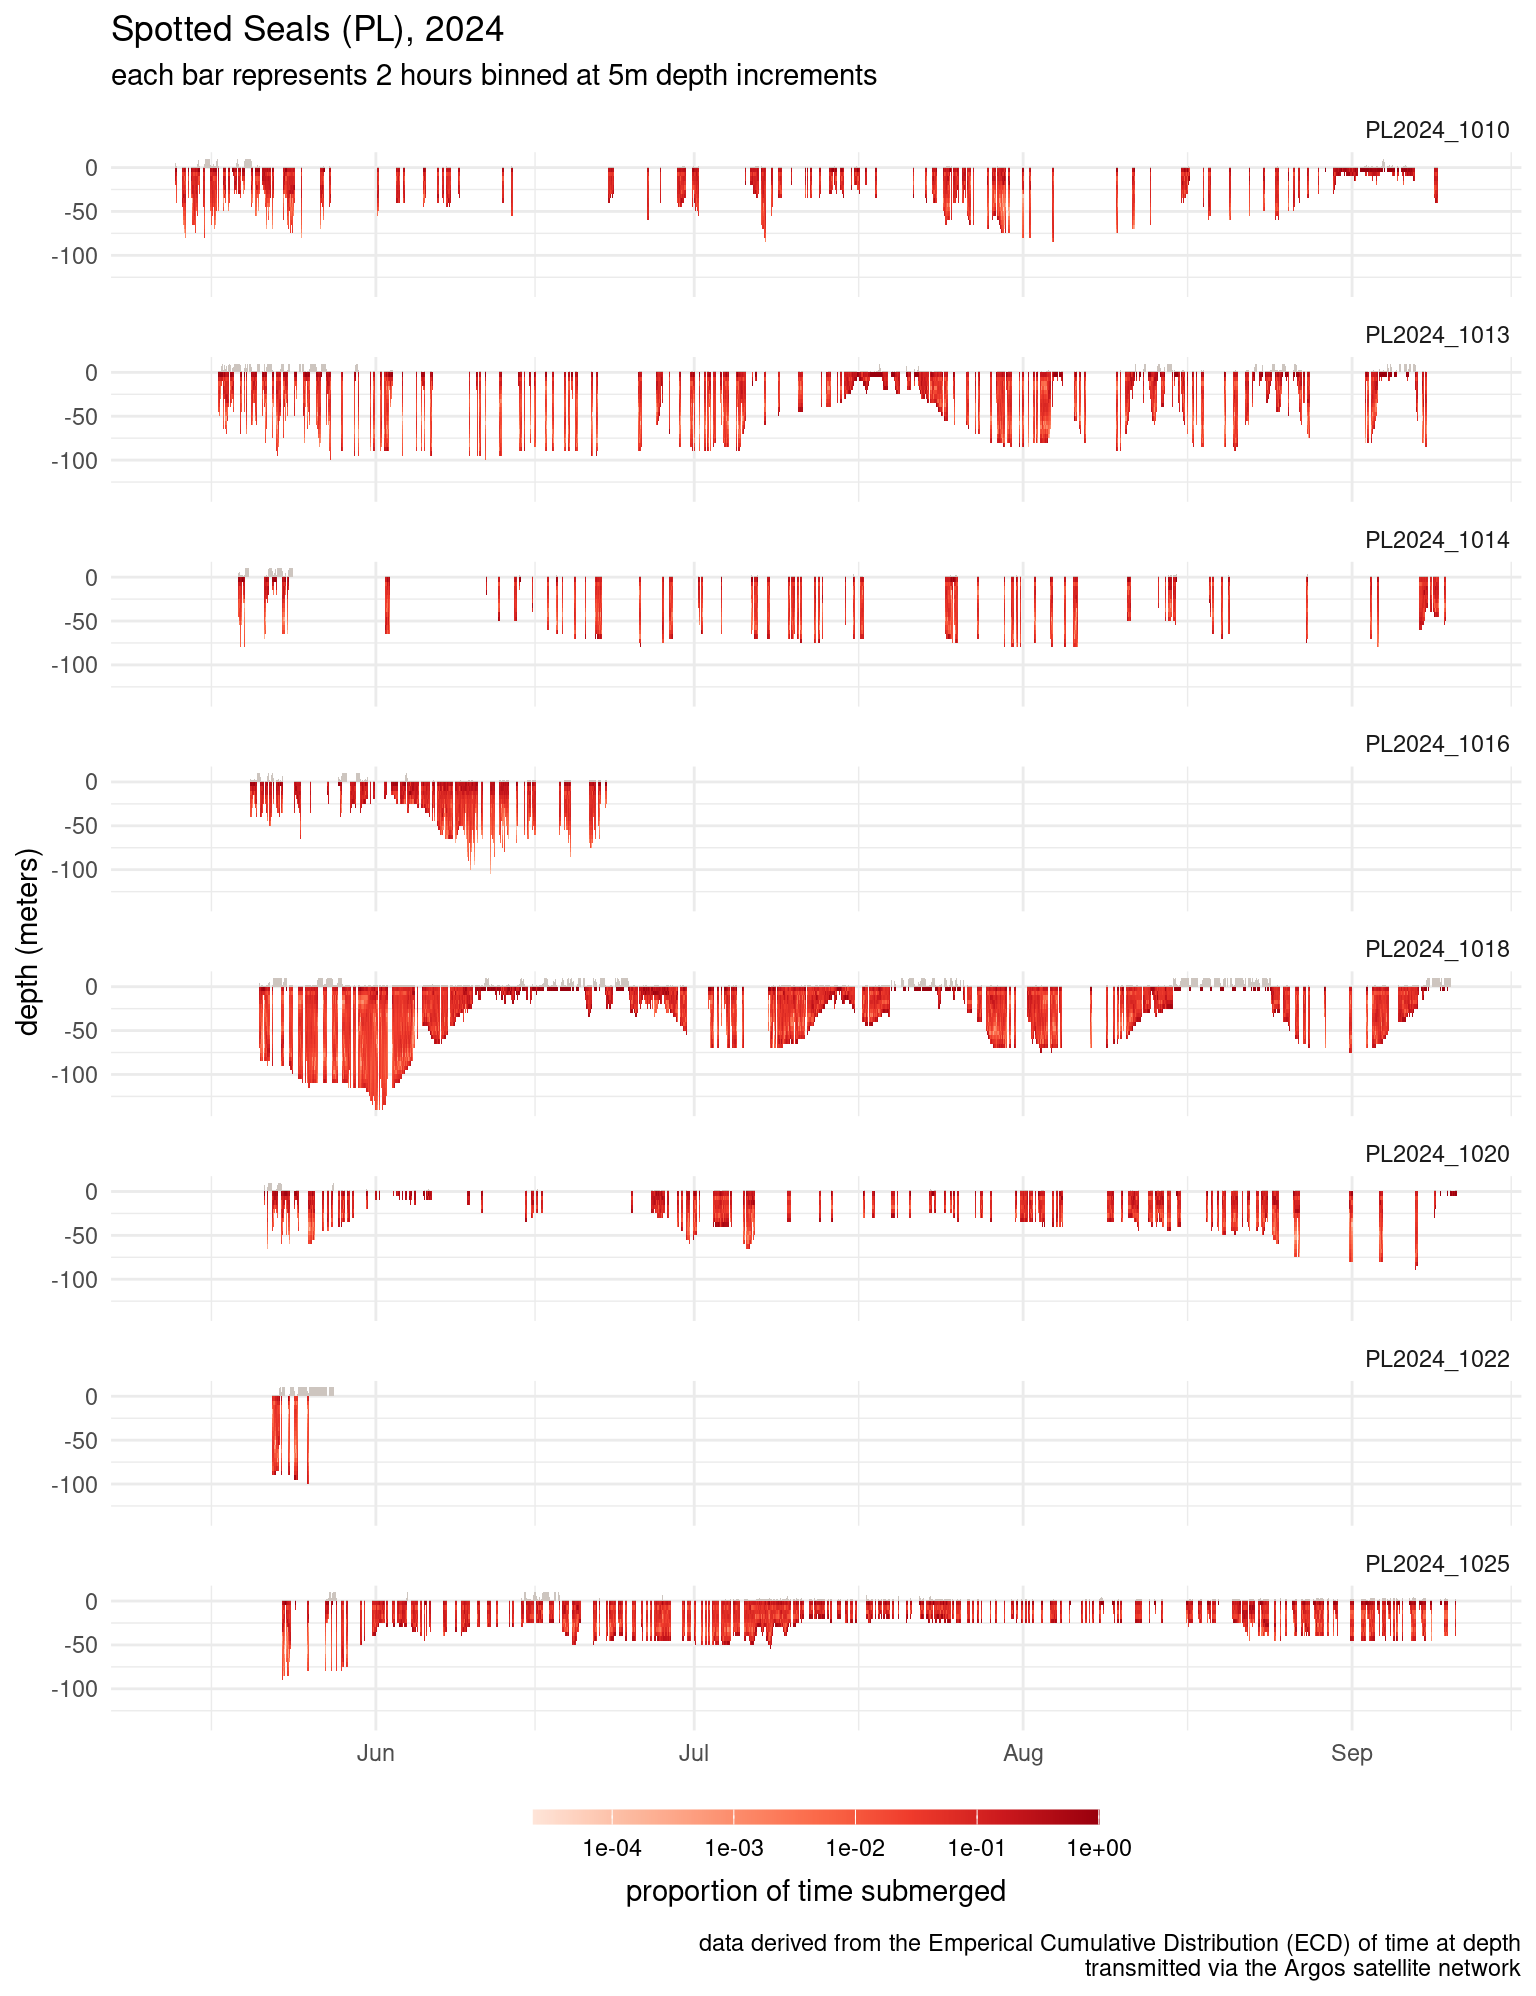 Spotted Seals (PL), 2024
each bar represents 2 hours binned at 5m depth increments
PL2024_1010
0
-50
-100
PL2024_1013
0
-50
-100
PL2024_1014
0
-50
-100
PL2024_1016
0
-50
-100
depth (meters)
PL2024_1018
0
-50
-100
PL2024_1020
0
-50
-100
PL2024_1022
0
-50
-100
PL2024_1025
0
-50
-100
Jun Jul Aug Sep
1e-04 1e-03 1e-02 1e-01 1e+00
proportion of time submerged
data derived from the Emperical Cumulative Distribution (ECD) of time at depth
transmitted via the Argos satellite network